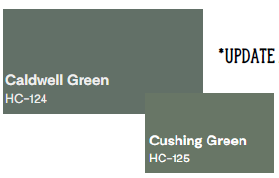 *UPDATE
Caldwell Green
HC-124
Cushing Green
HC-125